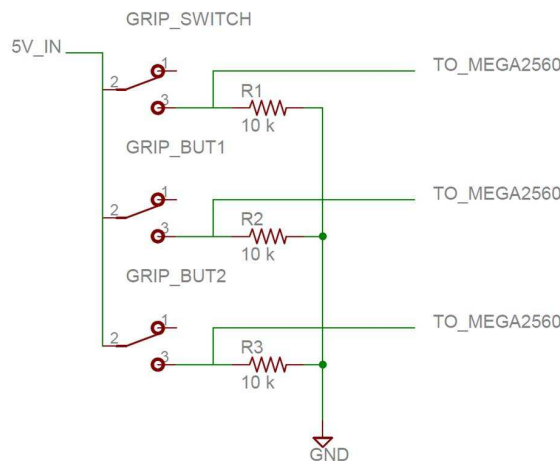 GRIP_SWITCH
5V_IN
1
2
3
TO_MEGA2560
R1
10 k
GRIP_BUT1
1
2
3
TO_MEGA2560
R2
10 k
GRIP_BUT2
1
2
3
TO_MEGA2560
R3
10 k
GND